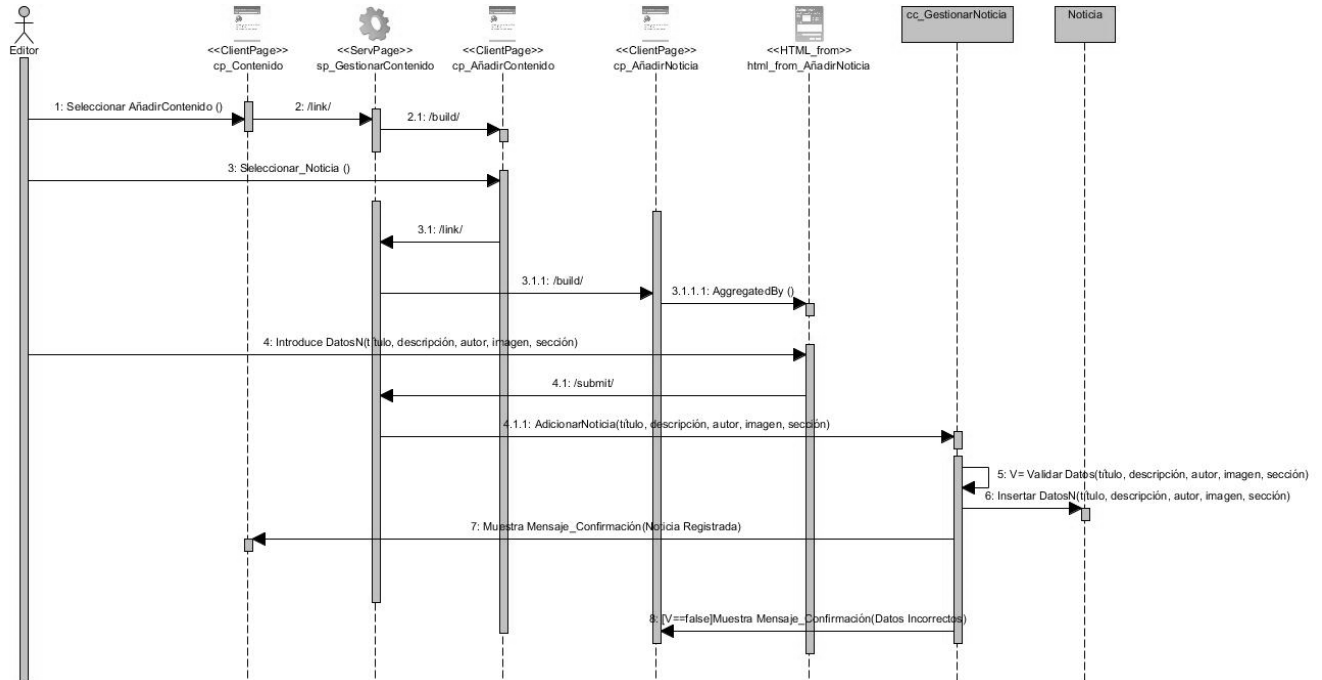 Editor
<<ClientPage>>
cp_Contenido
<<ServPage>>
sp_GestionarContenido
<<ClientPage>>
cp_AñadirContenido
<<ClientPage>>
cp_AñadirNoticia
<<HTML_from>>
html_from_AñadirNoticia
cc_GestionarNoticia
Noticia
1: Seleccionar AñadirContenido ()
2: /link/
2.1: /build/
3: Seleccionar_Noticia ()
3.1: /link/
3.1.1: /build/
3.1.1.1: AggregatedBy ()
4: Introduce DatosN(título, descripción, autor, imagen, sección)
4.1: /submit/
4.1.1: AdicionarNoticia(título, descripción, autor, imagen, sección)
5: V= Validar Datos(título, descripción, autor, imagen, sección)
6: Insertar DatosN(título, descripción, autor, imagen, sección)
7: Muestra Mensaje_Confirmación(Noticia Registrada)
8: [V==false]Muestra Mensaje_Confirmación(Datos Incorrectos)